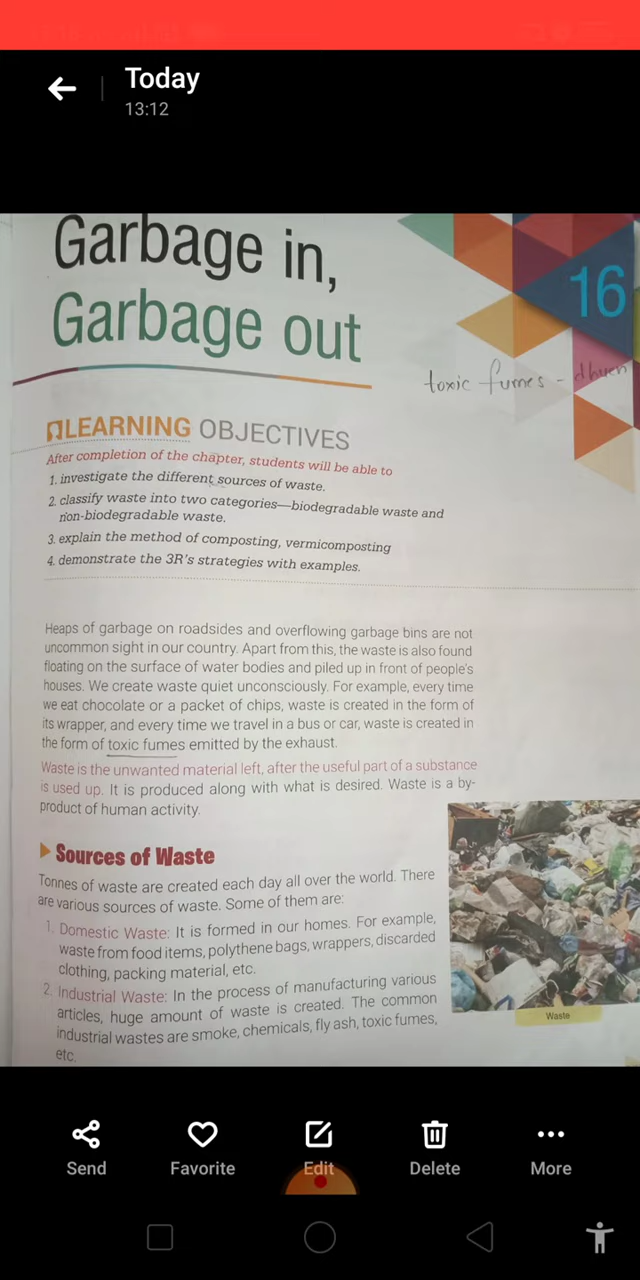 Today
13:12
Garbage in,
Garbage out
16
toxic fumes - dhuen
LEARNING OBJECTIVES
After completion of the chapter, students will be able to
1. investigate the different sources of waste.
2. classify waste into two categories—biodegradable waste and
non-biodegradable waste.
3. explain the method of composting, vermicomposting
4. demonstrate the 3R's strategies with examples.
Heaps of garbage on roadsides and overflowing garbage bins are not
uncommon sight in our country. Apart from this, the waste is also found
floating on the surface of water bodies and piled up in front of people's
houses. We create waste quiet unconsciously. For example, every time
we eat chocolate or a packet of chips, waste is created in the form of
its wrapper, and every time we travel in a bus or car, waste is created in
the form of toxic fumes emitted by the exhaust.
Waste is the unwanted material left, after the useful part of a substance
is used up. It is produced along with what is desired. Waste is a by-
product of human activity.
Sources of Waste
Tonnes of waste are created each day all over the world. There
are various sources of waste. Some of them are:
1. Domestic Waste: It is formed in our homes. For example,
waste from food items, polythene bags, wrappers, discarded
clothing, packing material, etc.
2. Industrial Waste: In the process of manufacturing various
articles, huge amount of waste is created. The common
industrial wastes are smoke, chemicals, fly ash, toxic fumes,
etc.
Waste
Send
Favorite
Edit
Delete
More